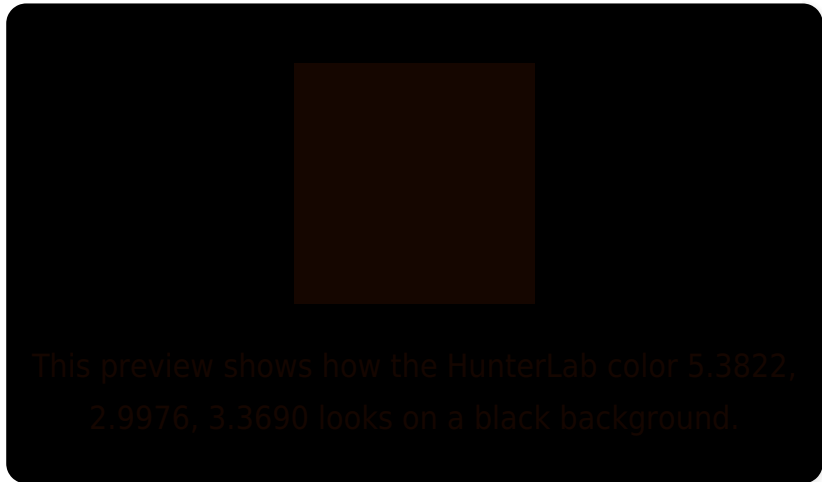 This preview shows how the HunterLab color 5.3822,
2.9976, 3.3690 looks on a black background.